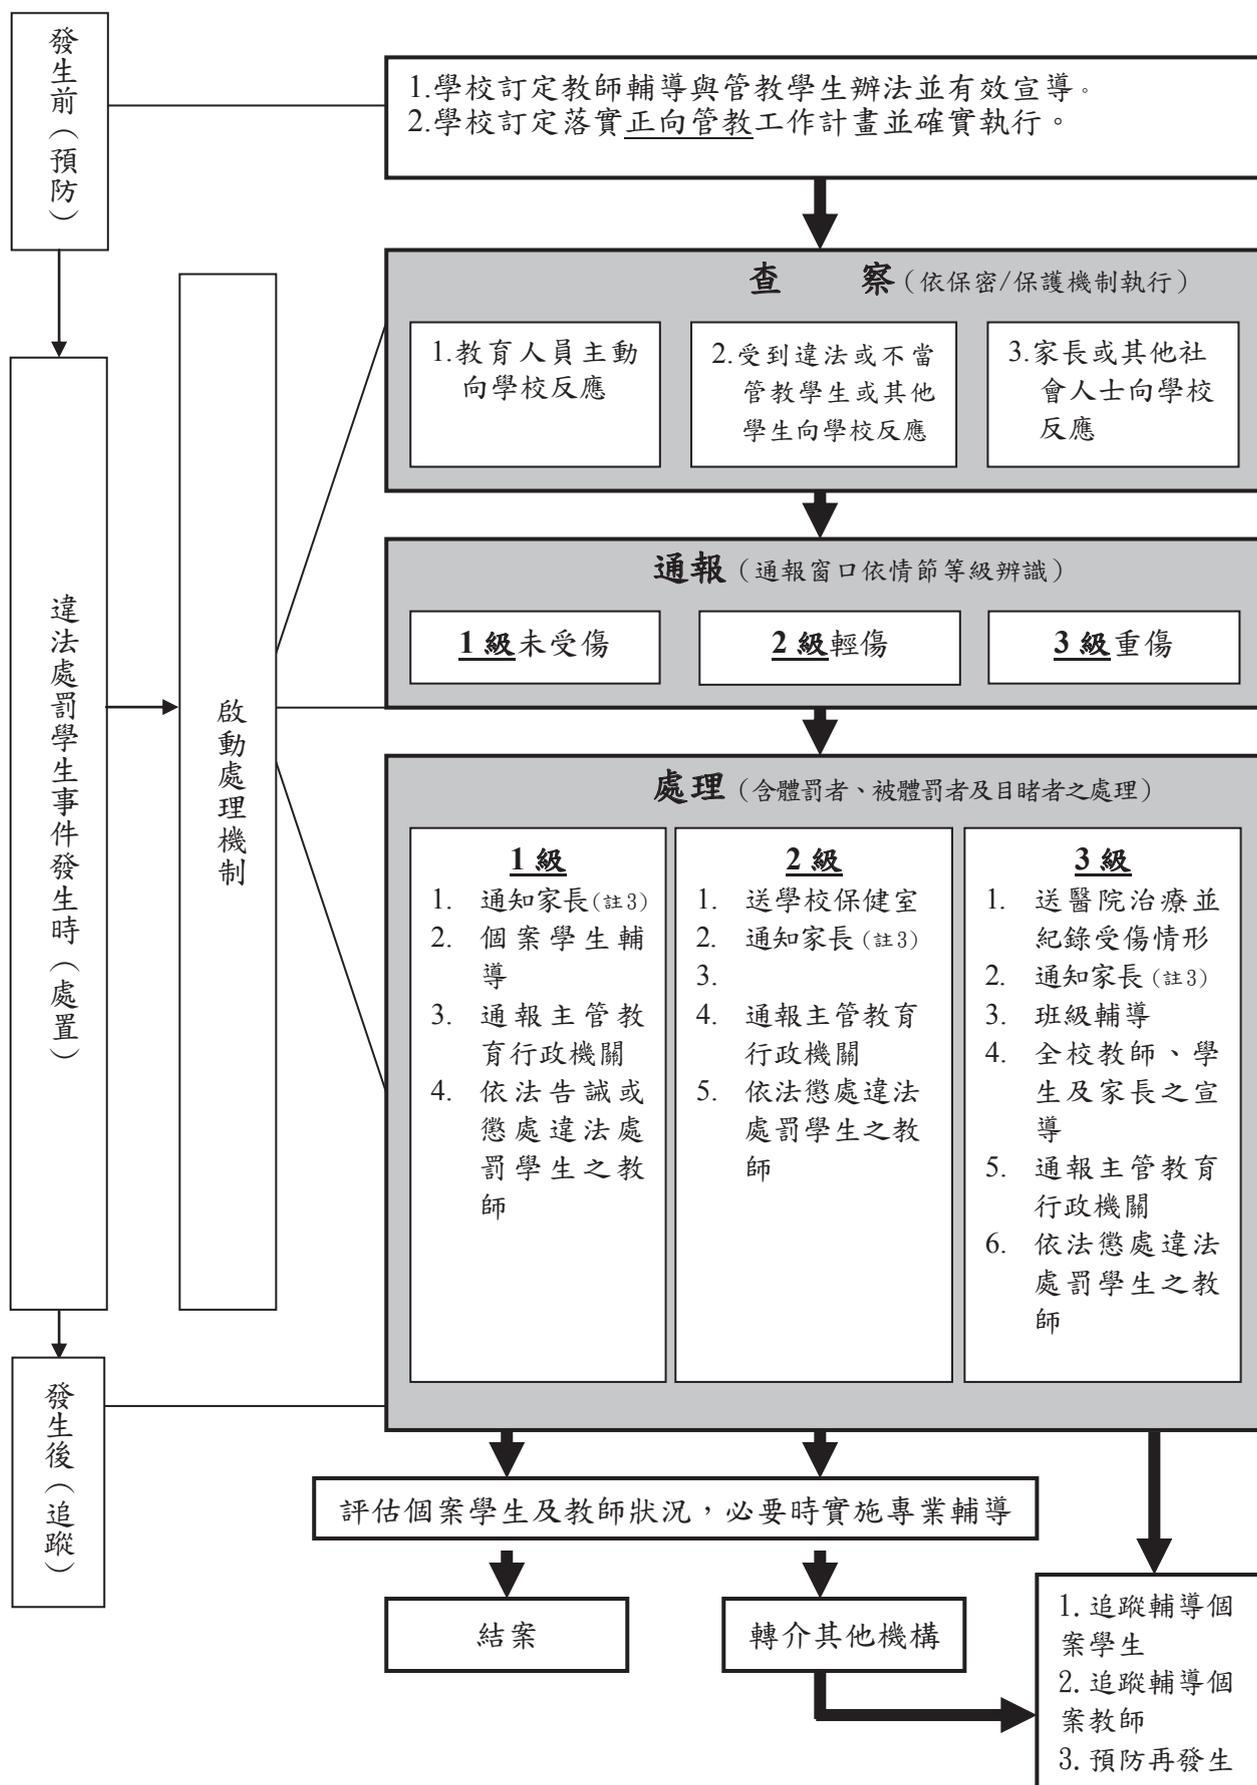 發生前（預防）
1.學校訂定教師輔導與管教學生辦法並有效宣導。
2.學校訂定落實正向管教工作計畫並確實執行。
查 察（依保密/保護機制執行）
1.教育人員主動
向學校反應
2.受到違法或不當
管教學生或其他
學生向學校反應
3.家長或其他社
會人士向學校
反應
違法處罰學生事件發生時（處置）
啟動處理機制
通報（通報窗口依情節等級辨識）
1 級未受傷
2 級輕傷
3 級重傷
處理（含體罰者、被體罰者及目睹者之處理）
1 級
1. 通知家長(註3)
2. 個案學生輔
導
3. 通報主管教
育行政機關
4. 依法告誡或
懲處違法處
罰學生之教
師
2 級
1. 送學校保健室
2. 通知家長(註3)
3.
4. 通報主管教育
行政機關
5. 依法懲處違法
處罰學生之教
師
3 級
1. 送醫院治療並
紀錄受傷情形
2. 通知家長(註3)
3. 班級輔導
4. 全校教師、學
生及家長之宣
導
5. 通報主管教育
行政機關
6. 依法懲處違法
處罰學生之教
師
發生後（追蹤）
評估個案學生及教師狀況，必要時實施專業輔導
結案
轉介其他機構
1.追蹤輔導個
案學生
2.追蹤輔導個
案教師
3.預防再發生